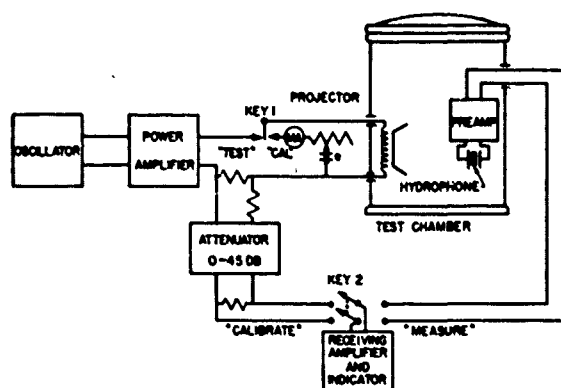 KEY 1
PROJECTOR
OSCILLATOR
POWER
AMPLIFIER
"TEST"
"CAL"
MA
e
PREAMP
HYDROPHONE
TEST CHAMBER
ATTENUATOR
0-45 DB
KEY 2
"CALIBRATE"
"MEASURE"
RECEIVING
AMPLIFIER
AND
INDICATOR